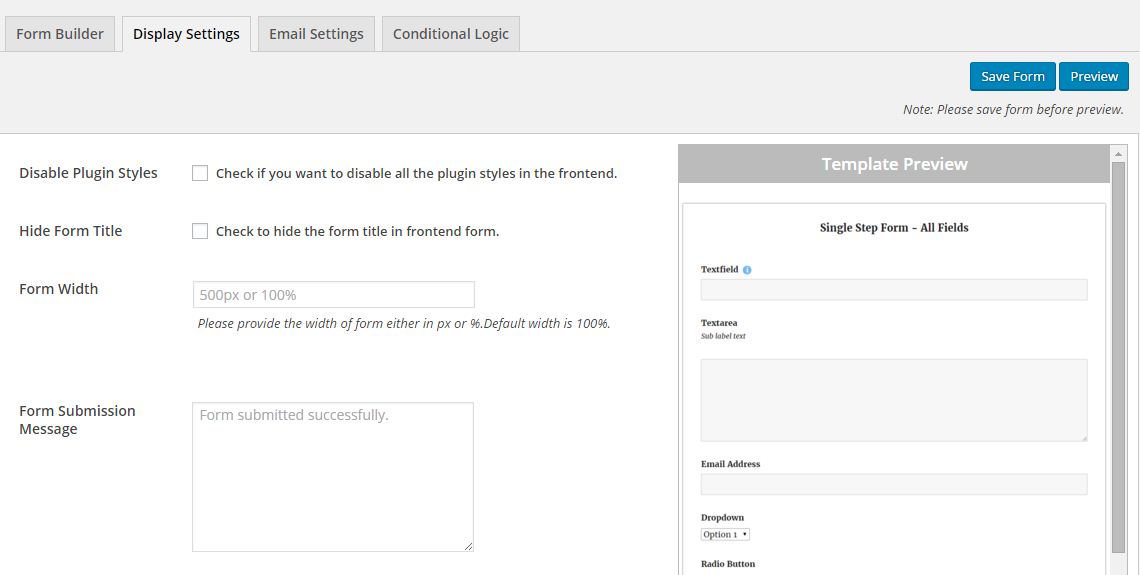 Form Builder
Display Settings
Email Settings
Conditional Logic
Save Form
Preview
Note: Please save form before preview.
Disable Plugin Styles
Check if you want to disable all the plugin styles in the frontend.
Hide Form Title
Check to hide the form title in frontend form.
Form Width
500px or 100%
Please provide the width of form either in px or %.Default width is 100%.
Form Submission
Message
Form submitted successfully.
Template Preview
Single Step Form - All Fields
Textfield
Textarea
Sub label text
Email Address
Dropdown
Option 1
Radio Button